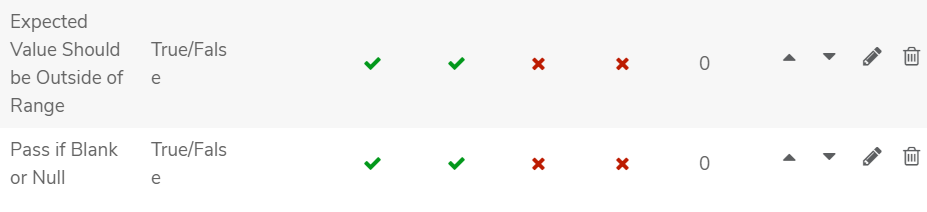 Expected
Value Should
be Outside of
Range
True/Fals
e
0
Pass if Blank
or Null
True/Fals
e
0